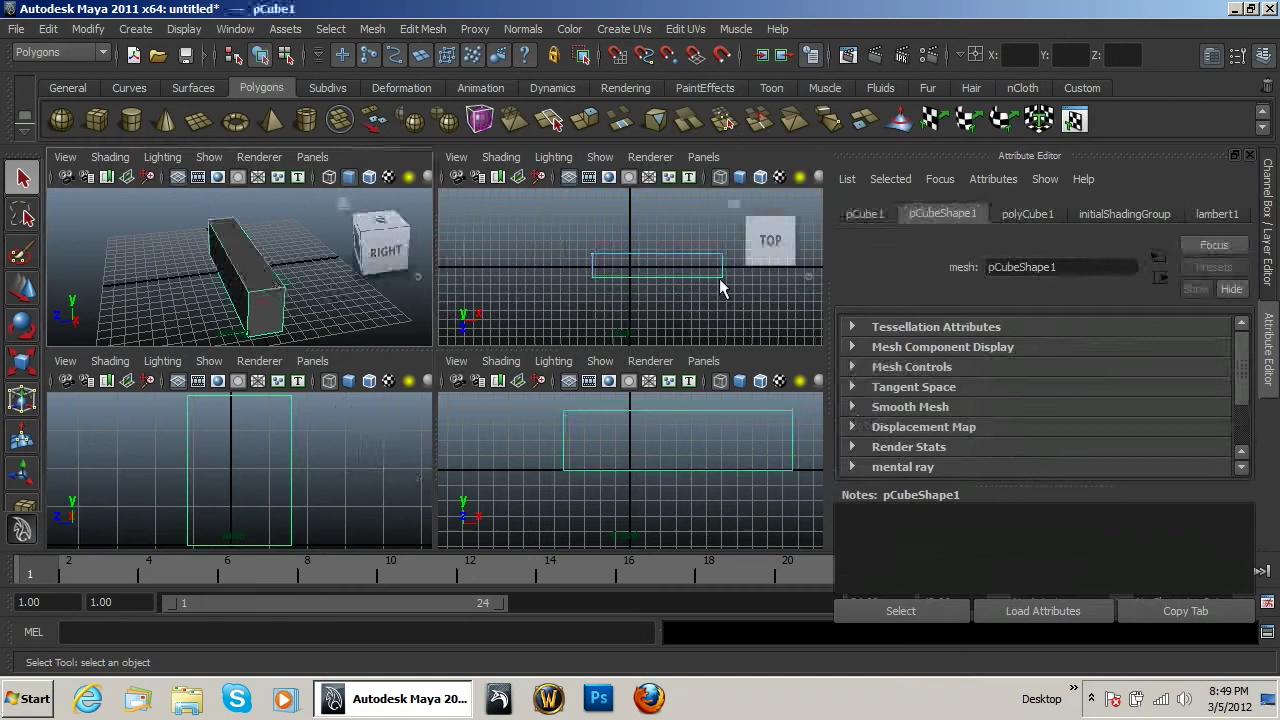 Autodesk Maya 2011 x64: untitled* --- pCube1
File Edit Modify Create Display Window Assets Select Mesh Edit Mesh Proxy Normals Color Create UVs Edit UVs Muscle Help
Polygons X: Y: Z:
General Curves Surfaces Polygons Subdivs Deformation Animation Dynamics Rendering PaintEffects Toon Muscle Fluids Fur Hair nCloth Custom
View Shading Lighting Show Renderer Panels
View Shading Lighting Show Renderer Panels
RIGHT
TOP
y
z x
y
z x
View Shading Lighting Show Renderer Panels
View Shading Lighting Show Renderer Panels
y
z x
y
z x
Attribute Editor
List Selected Focus Attributes Show Help
pCube1 pCubeShape1 polyCube1 initialShadingGroup lambert1
mesh: pCubeShape1
Focus
Presets
Show Hide
Tessellation Attributes
Mesh Component Display
Mesh Controls
Tangent Space
Smooth Mesh
Displacement Map
Render Stats
mental ray
Notes: pCubeShape1
Select Load Attributes Copy Tab
Channel Box / Layer Editor
Attribute Editor
1 2 4 6 8 10 12 14 16 18 20
1.00 1.00 1 24
MEL
Select Tool: select an object
Start Autodesk Maya 20... Desktop » 8:49 PM
3/5/2012